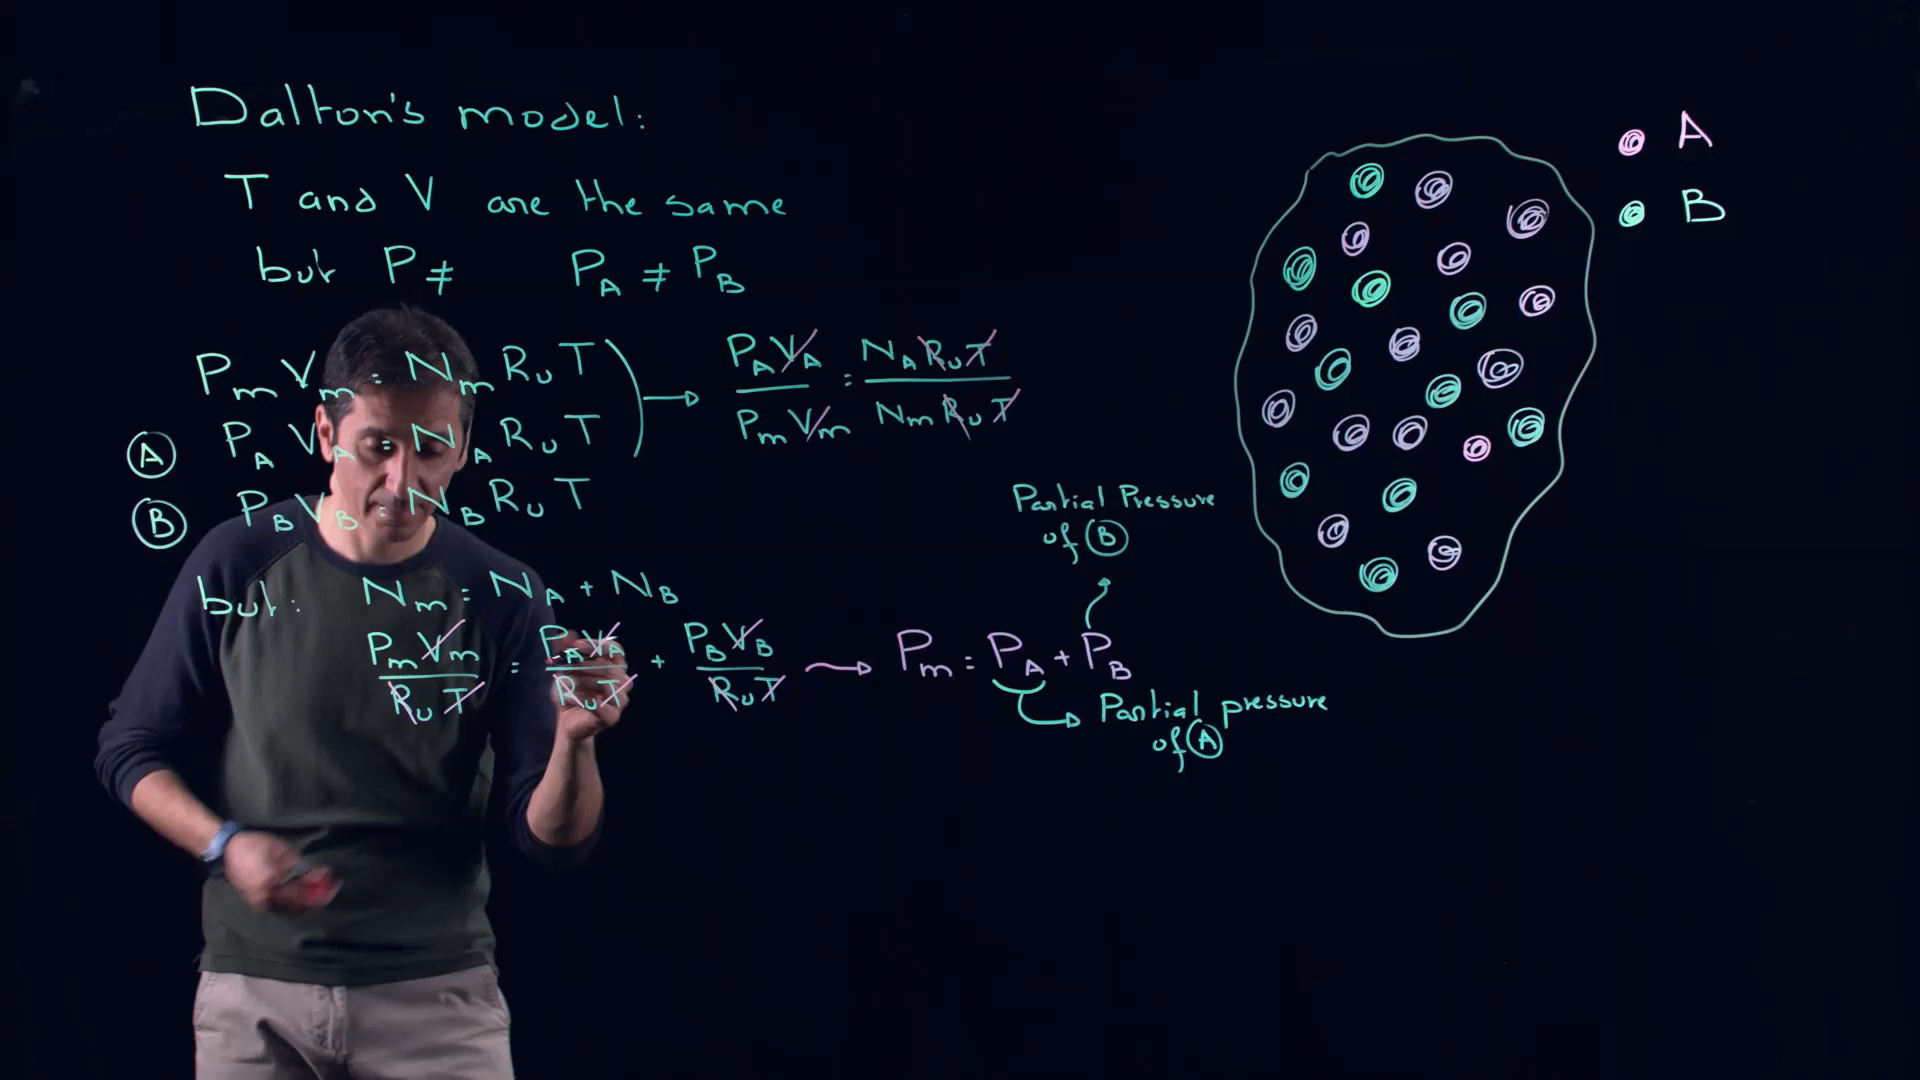 Dalton's model:
T and V are the same
but P ≠ P_A ≠ P_B
P_m V_m = N_m R_u T
(A) P_A V_A = N_A R_u T
(B) P_B V_B = N_B R_u T
P_A V_A / P_m V_m = N_A R_u T / N_m R_u T
but: N_m = N_A + N_B
P_m V_m / R_u T = P_A V_A / R_u T + P_B V_B / R_u T → P_m = P_A + P_B
Partial Pressure
of (B)
Partial pressure
of (A)
A
B